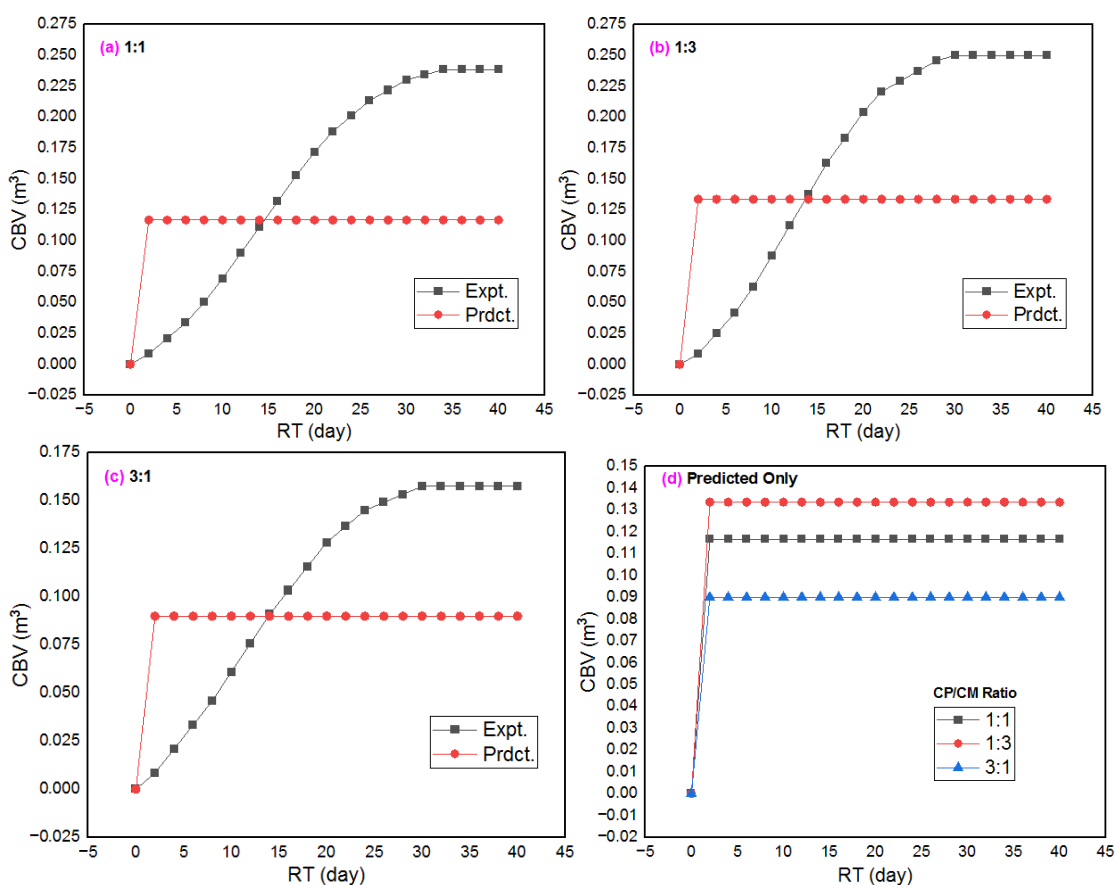 (a) 1:1
0.275
0.250
0.225
0.200
0.175
0.150
0.125
0.100
0.075
0.050
0.025
0.000
−0.025
CBV (m³)
Expt.
Prdct.
−5 0 5 10 15 20 25 30 35 40 45
RT (day)
(b) 1:3
0.275
0.250
0.225
0.200
0.175
0.150
0.125
0.100
0.075
0.050
0.025
0.000
−0.025
CBV (m³)
Expt.
Prdct.
−5 0 5 10 15 20 25 30 35 40 45
RT (day)
(c) 3:1
0.175
0.150
0.125
0.100
0.075
0.050
0.025
0.000
−0.025
CBV (m³)
Expt.
Prdct.
−5 0 5 10 15 20 25 30 35 40 45
RT (day)
(d) Predicted Only
0.15
0.14
0.13
0.12
0.11
0.10
0.09
0.08
0.07
0.06
0.05
0.04
0.03
0.02
0.01
0.00
−0.01
−0.02
CBV (m³)
CP/CM Ratio
1:1
1:3
3:1
−5 0 5 10 15 20 25 30 35 40 45
RT (day)